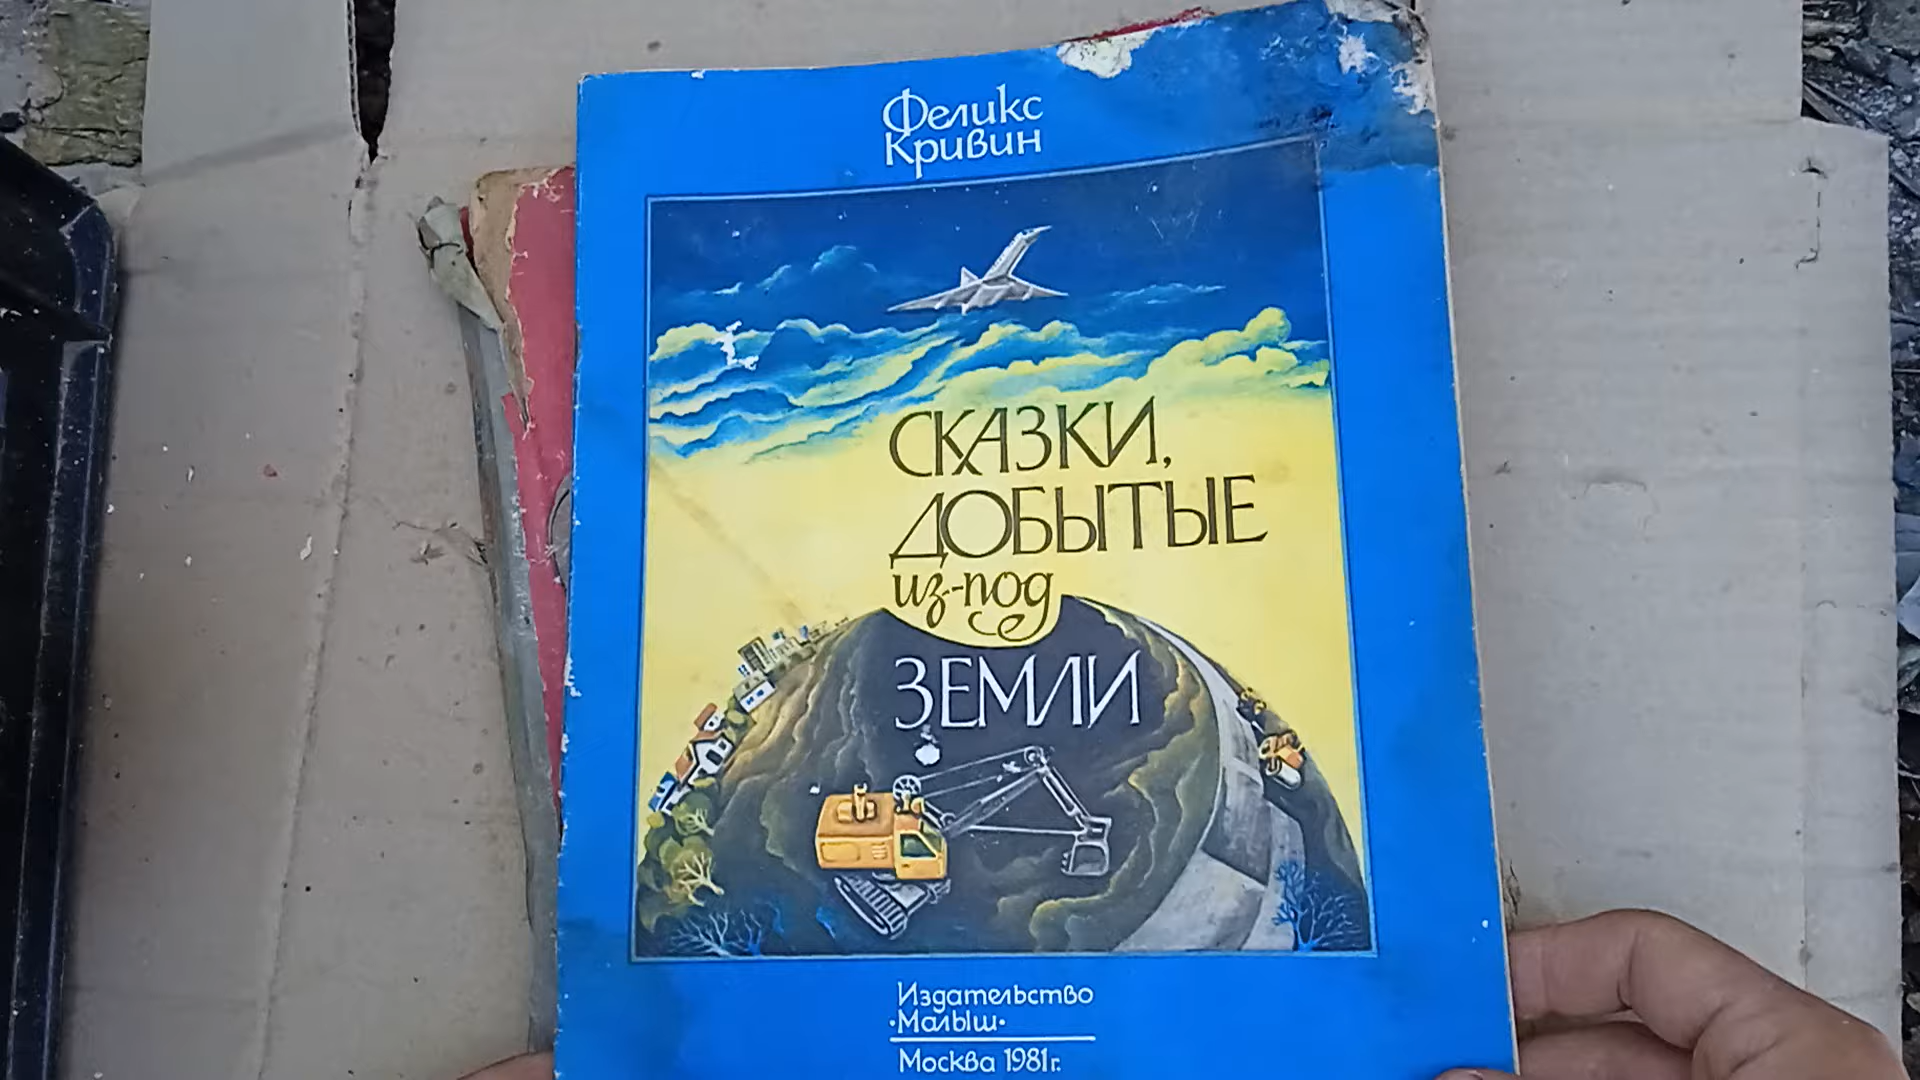 Феликс
Кривин
СКАЗКИ,
ДОБЫТЫЕ
из-под
ЗЕМЛИ
Издательство
•Малыш•
Москва 1981г.